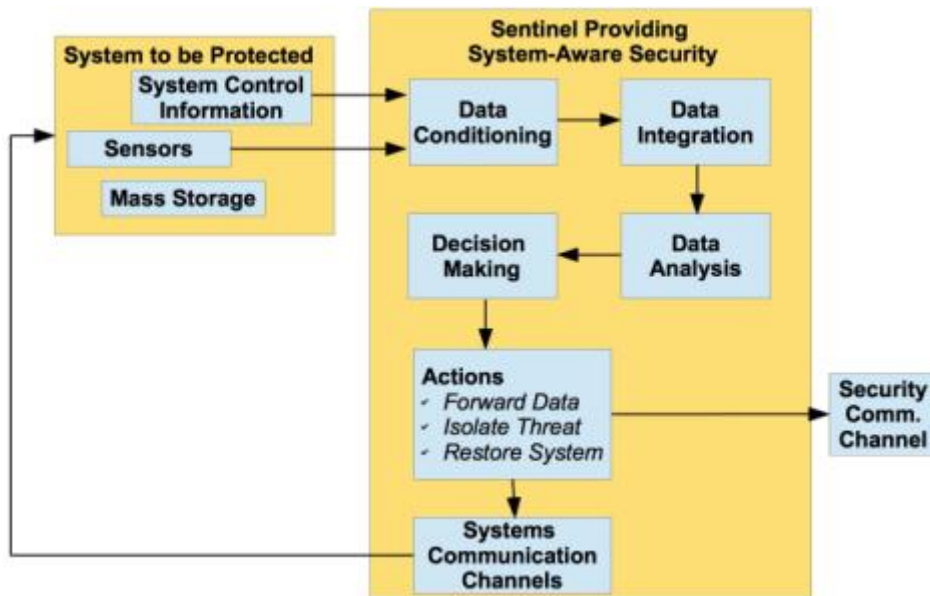 System to be Protected
System Control
Information
Sensors
Mass Storage
Sentinel Providing
System-Aware Security
Data
Conditioning
Data
Integration
Decision
Making
Data
Analysis
Actions
✓ Forward Data
✓ Isolate Threat
✓ Restore System
Security
Comm.
Channel
Systems
Communication
Channels